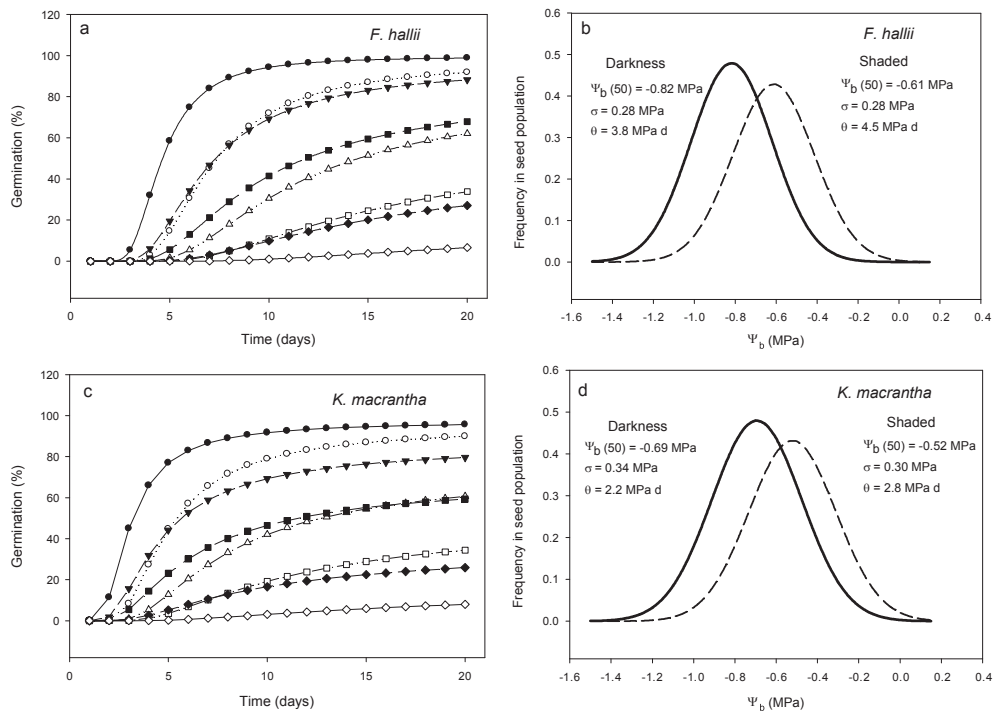 a
F. hallii
Germination (%)
120
100
80
60
40
20
0
0 5 10 15 20
Time (days)
b
F. hallii
Darkness
Ψb (50) = -0.82 MPa
σ = 0.28 MPa
θ = 3.8 MPa d
Shaded
Ψb (50) = -0.61 MPa
σ = 0.28 MPa
θ = 4.5 MPa d
Frequency in seed population
0.6
0.5
0.4
0.3
0.2
0.1
0.0
-1.6 -1.4 -1.2 -1.0 -0.8 -0.6 -0.4 -0.2 0.0 0.2 0.4
Ψb (MPa)
c
K. macrantha
Germination (%)
120
100
80
60
40
20
0
0 5 10 15 20
Time (days)
d
K. macrantha
Darkness
Ψb (50) = -0.69 MPa
σ = 0.34 MPa
θ = 2.2 MPa d
Shaded
Ψb (50) = -0.52 MPa
σ = 0.30 MPa
θ = 2.8 MPa d
Frequency in seed population
0.6
0.5
0.4
0.3
0.2
0.1
0.0
-1.6 -1.4 -1.2 -1.0 -0.8 -0.6 -0.4 -0.2 0.0 0.2 0.4
Ψb (MPa)